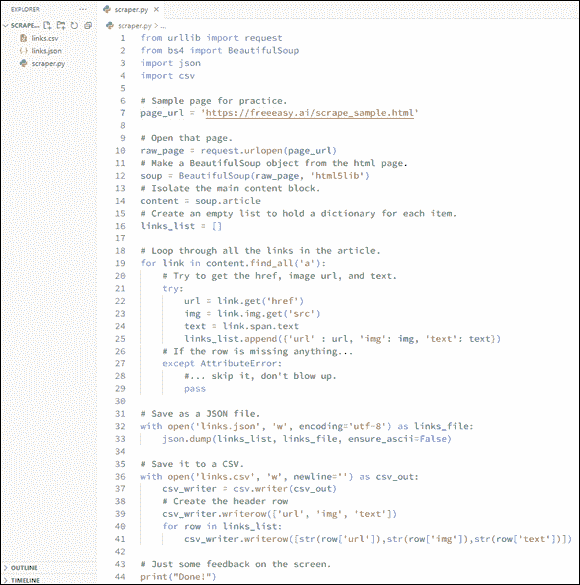 EXPLORER
SCRAPE...
links.csv
links.json
scraper.py
scraper.py
scraper.py > ...
1 from urllib import request
2 from bs4 import BeautifulSoup
3 import json
4 import csv
5
6 # Sample page for practice.
7 page_url = 'https://freeeasy.ai/scrape_sample.html'
8
9 # Open that page.
10 raw_page = request.urlopen(page_url)
11 # Make a BeautifulSoup object from the html page.
12 soup = BeautifulSoup(raw_page, 'html5lib')
13 # Isolate the main content block.
14 content = soup.article
15 # Create an empty list to hold a dictionary for each item.
16 links_list = []
17
18 # Loop through all the links in the article.
19 for link in content.find_all('a'):
20     # Try to get the href, image url, and text.
21     try:
22         url = link.get('href')
23         img = link.img.get('src')
24         text = link.span.text
25         links_list.append({'url' : url, 'img': img, 'text': text})
26     # If the row is missing anything...
27     except AttributeError:
28         #... skip it, don't blow up.
29         pass
30
31 # Save as a JSON file.
32 with open('links.json', 'w', encoding='utf-8') as links_file:
33     json.dump(links_list, links_file, ensure_ascii=False)
34
35 # Save it to a CSV.
36 with open('links.csv', 'w', newline='') as csv_out:
37     csv_writer = csv.writer(csv_out)
38     # Create the header row
39     csv_writer.writerow(['url', 'img', 'text'])
40     for row in links_list:
41         csv_writer.writerow([str(row['url']),str(row['img']),str(row['text'])])
42
43 # Just some feedback on the screen.
44 print("Done!")
OUTLINE
TIMELINE